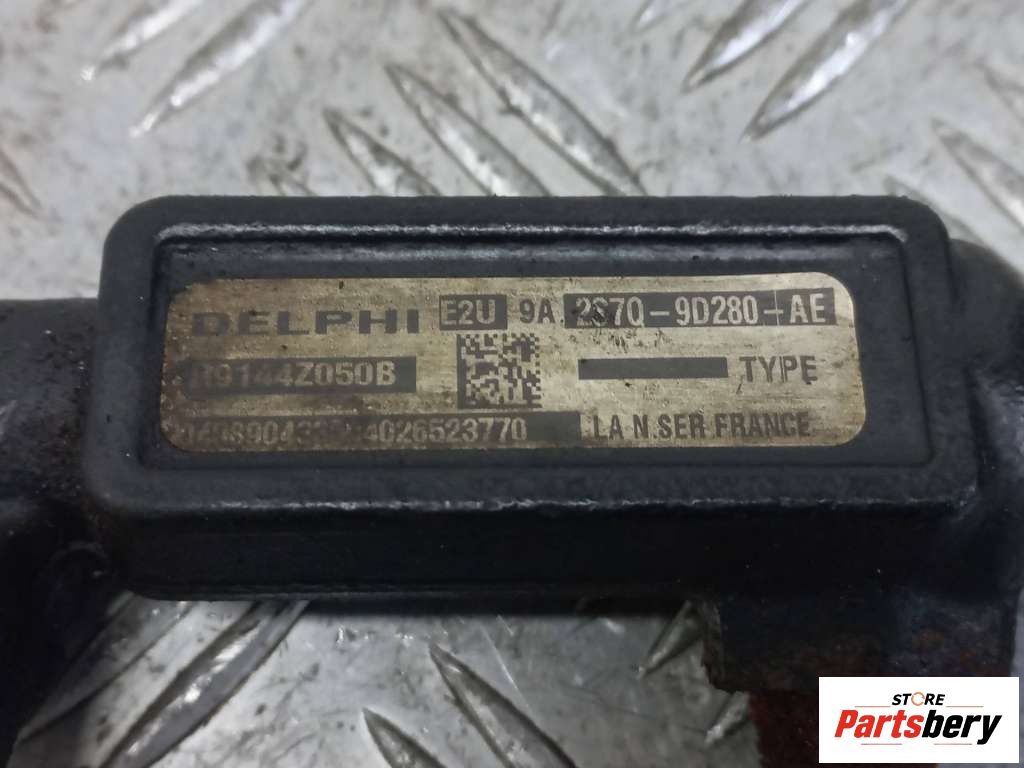 DELPHI E2U 9A 2S7Q-9D280-AE
R9144Z050B TYPE
4026523770 LA N.SER FRANCE
STORE
Partsbery